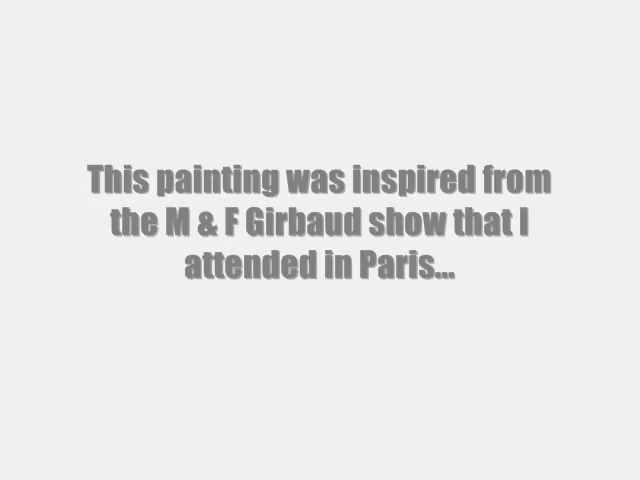 This painting was inspired from
the M & F Girbaud show that I
attended in Paris...